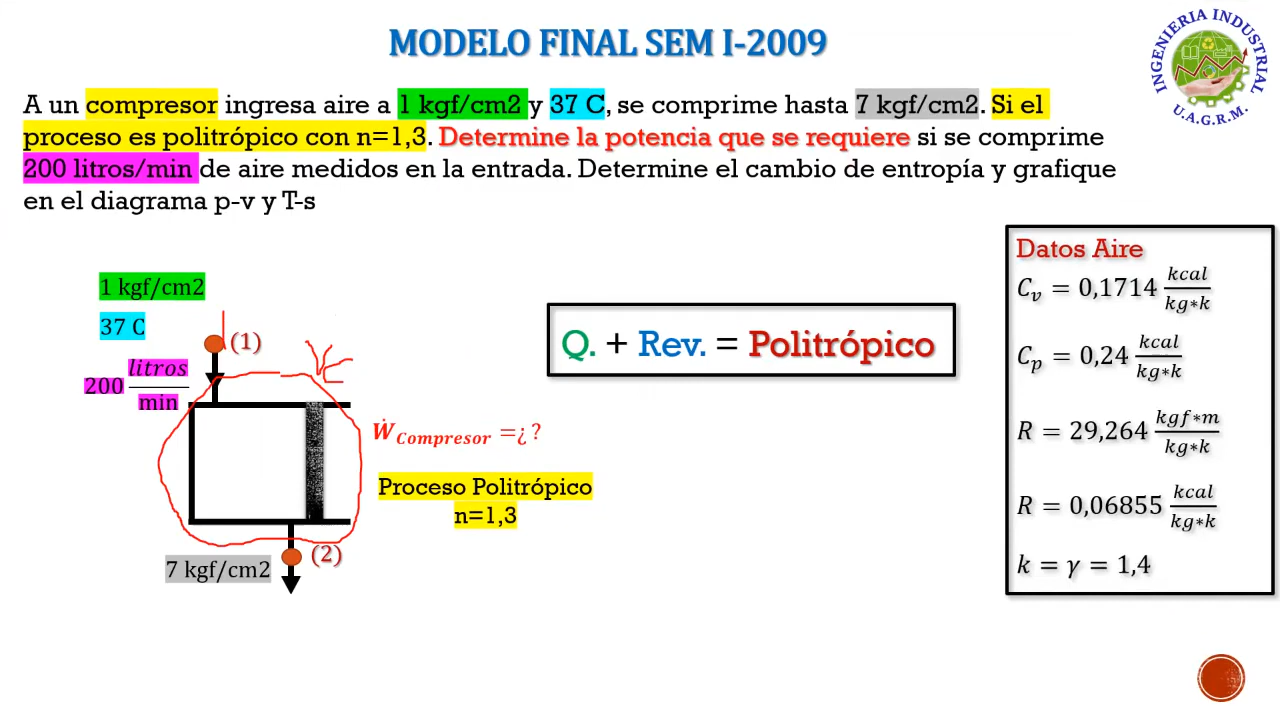 MODELO FINAL SEM I-2009
INGENIERIA INDUSTRIAL
U.A.G.R.M.
A un compresor ingresa aire a 1 kgf/cm2 y 37 C, se comprime hasta 7 kgf/cm2. Si el
proceso es politrópico con n=1,3. Determine la potencia que se requiere si se comprime
200 litros/min de aire medidos en la entrada. Determine el cambio de entropía y grafique
en el diagrama p-v y T-s
1 kgf/cm2
37 C
(1)
200 litros/min
VC
Q. + Rev. = Politrópico
Ẇ_Compresor =¿?
Proceso Politrópico
n=1,3
7 kgf/cm2
(2)
Datos Aire
C_v = 0,1714 kcal/kg∗k
C_p = 0,24 kcal/kg∗k
R = 29,264 kgf∗m/kg∗k
R = 0,06855 kcal/kg∗k
k = γ = 1,4